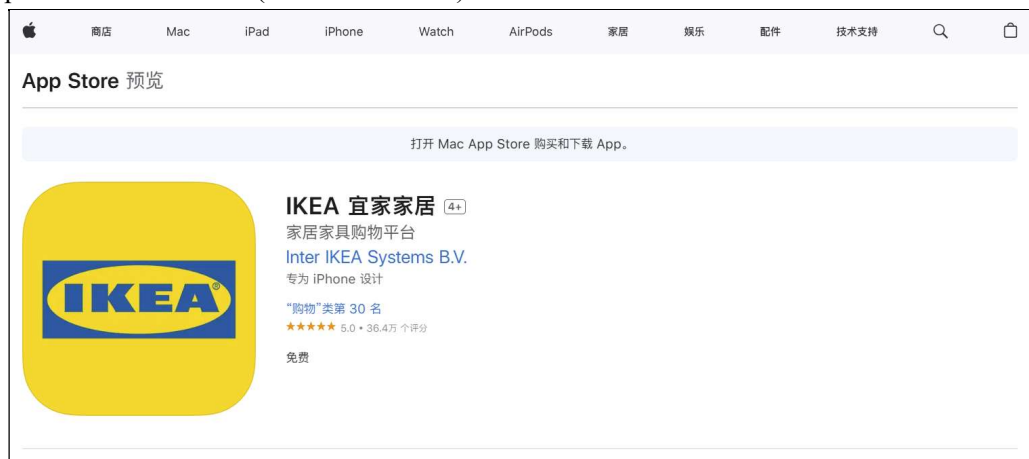 商店 Mac iPad iPhone Watch AirPods 家居 娱乐 配件 技术支持
App Store 预览
打开 Mac App Store 购买和下载 App。
IKEA 宜家家居 4+
家居家具购物平台
Inter IKEA Systems B.V.
专为 iPhone 设计
“购物”类第 30 名
★★★★★ 5.0 • 36.4万 个评分
免费
IKEA®